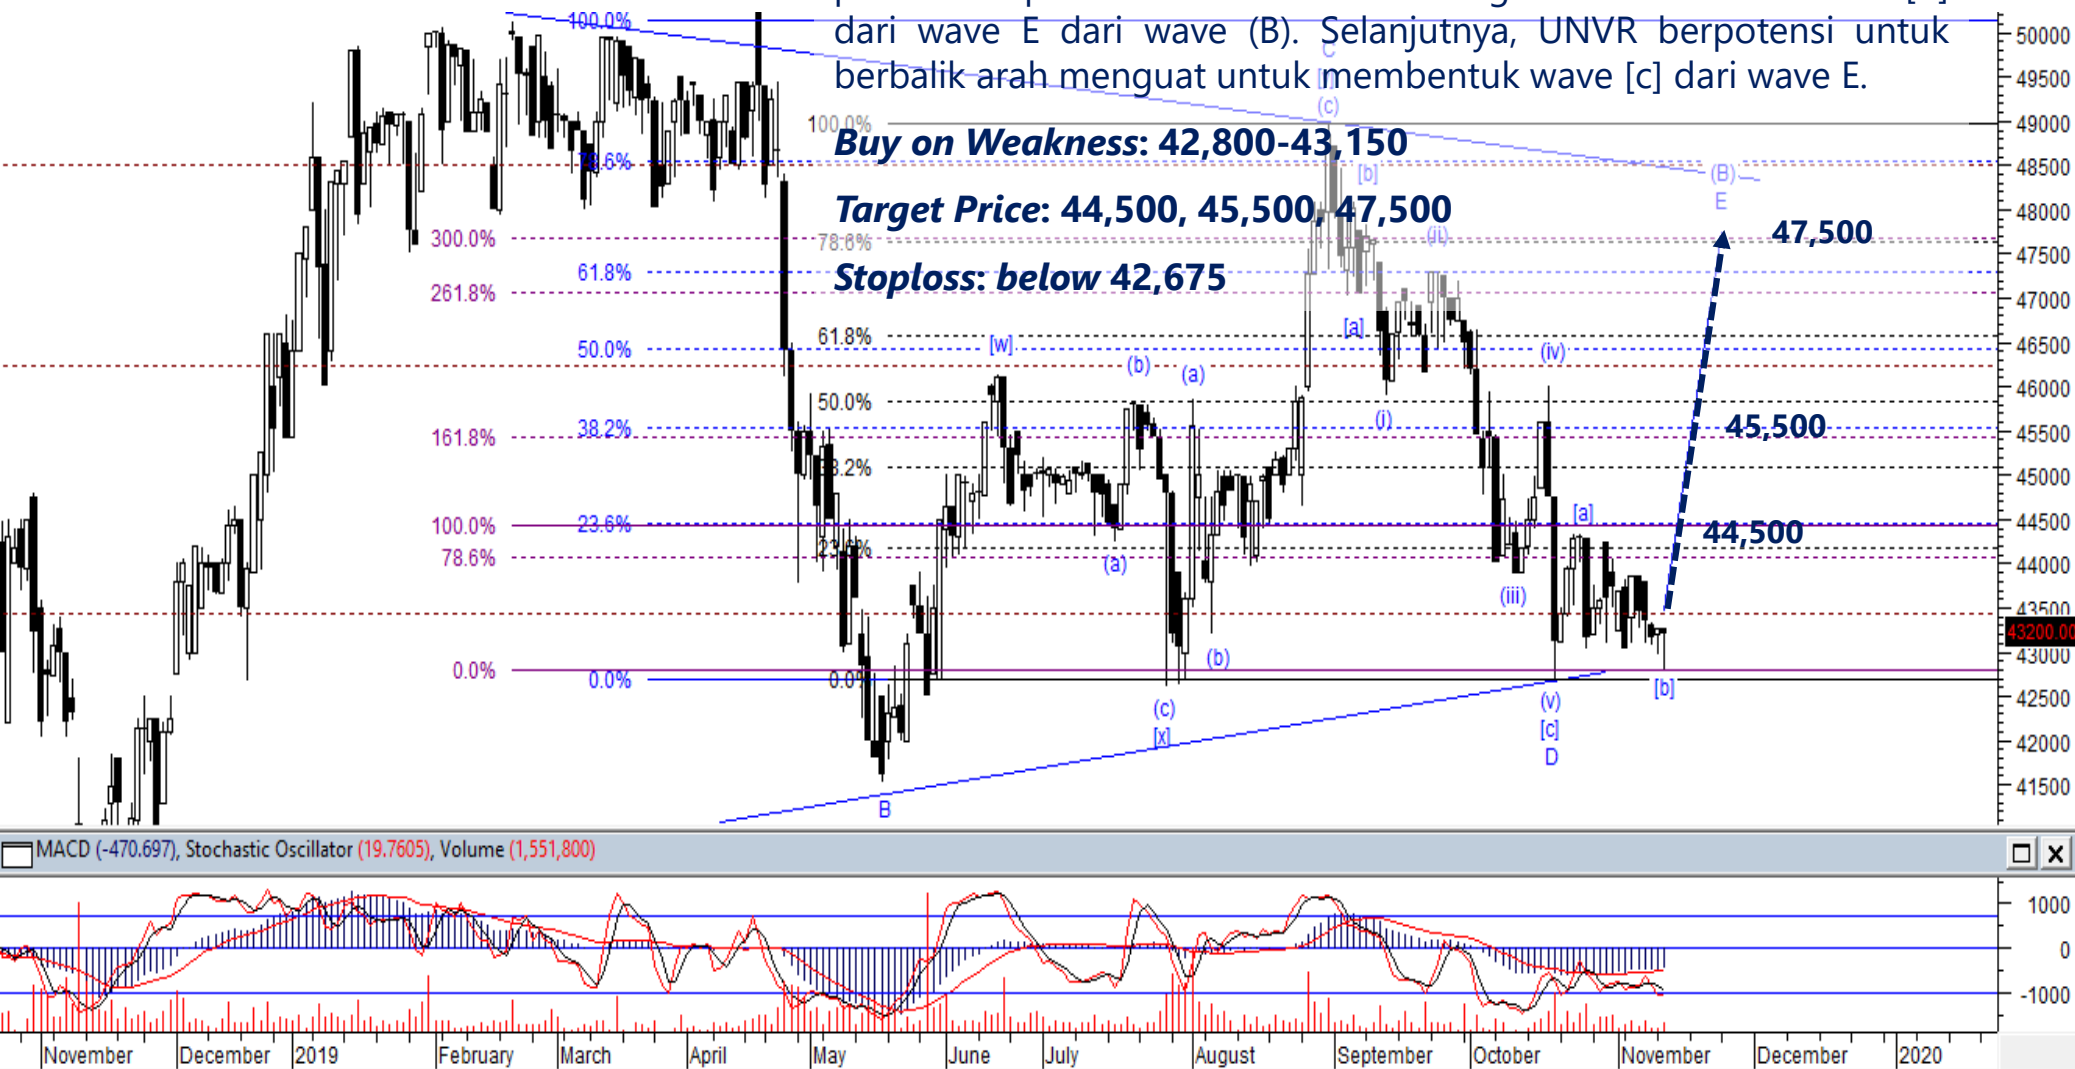 dari wave E dari wave (B). Selanjutnya, UNVR berpotensi untuk
berbalik arah menguat untuk membentuk wave [c] dari wave E.
Buy on Weakness: 42,800-43,150
Target Price: 44,500, 45,500, 47,500
Stoploss: below 42,675
100.0%
78.6%
61.8%
50.0%
38.2%
23.6%
0.0%
300.0%
261.8%
161.8%
100.0%
78.6%
0.0%
100.0%
78.6%
61.8%
50.0%
38.2%
23.6%
0.0%
[w]
(b)
(a)
(a)
(c)
[x]
(b)
B
(c)
[b]
(ii)
[a]
(i)
(iv)
(iii)
[a]
(v)
[c]
D
[b]
(B)
E
47,500
45,500
44,500
50000
49500
49000
48500
48000
47500
47000
46500
46000
45500
45000
44500
44000
43500
43200.00
43000
42500
42000
41500
MACD (-470.697), Stochastic Oscillator (19.7605), Volume (1,551,800)
1000
0
-1000
November December 2019 February March April May June July August September October November December 2020